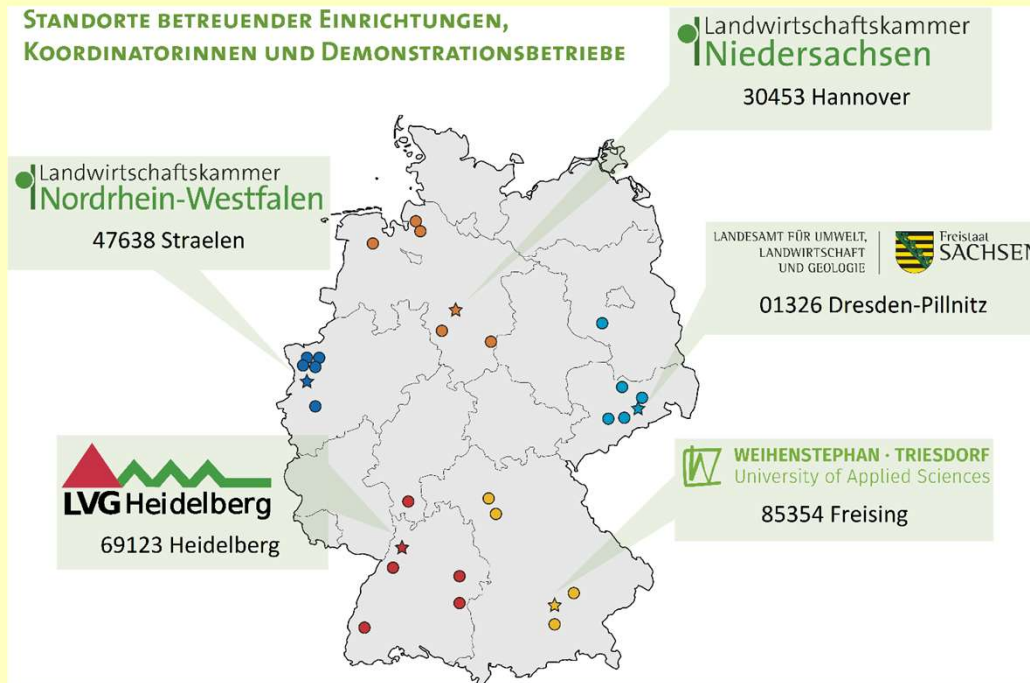 STANDORTE BETREUENDER EINRICHTUNGEN,
KOORDINATORINNEN UND DEMONSTRATIONSBETRIEBE
Landwirtschaftskammer
Niedersachsen
30453 Hannover
Landwirtschaftskammer
Nordrhein-Westfalen
47638 Straelen
LANDESAMT FÜR UMWELT,
LANDWIRTSCHAFT
UND GEOLOGIE
Freistaat
SACHSEN
01326 Dresden-Pillnitz
LVG Heidelberg
69123 Heidelberg
WEIHENSTEPHAN · TRIESDORF
University of Applied Sciences
85354 Freising